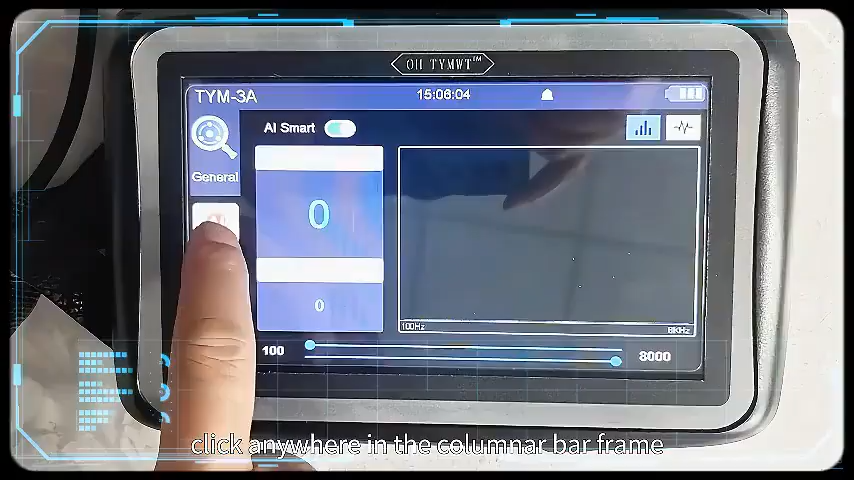 OII TYMWT™
TYM-3A
15:06:04
AI Smart
General
0
0
100Hz
8KHz
100
8000
click anywhere in the columnar bar frame